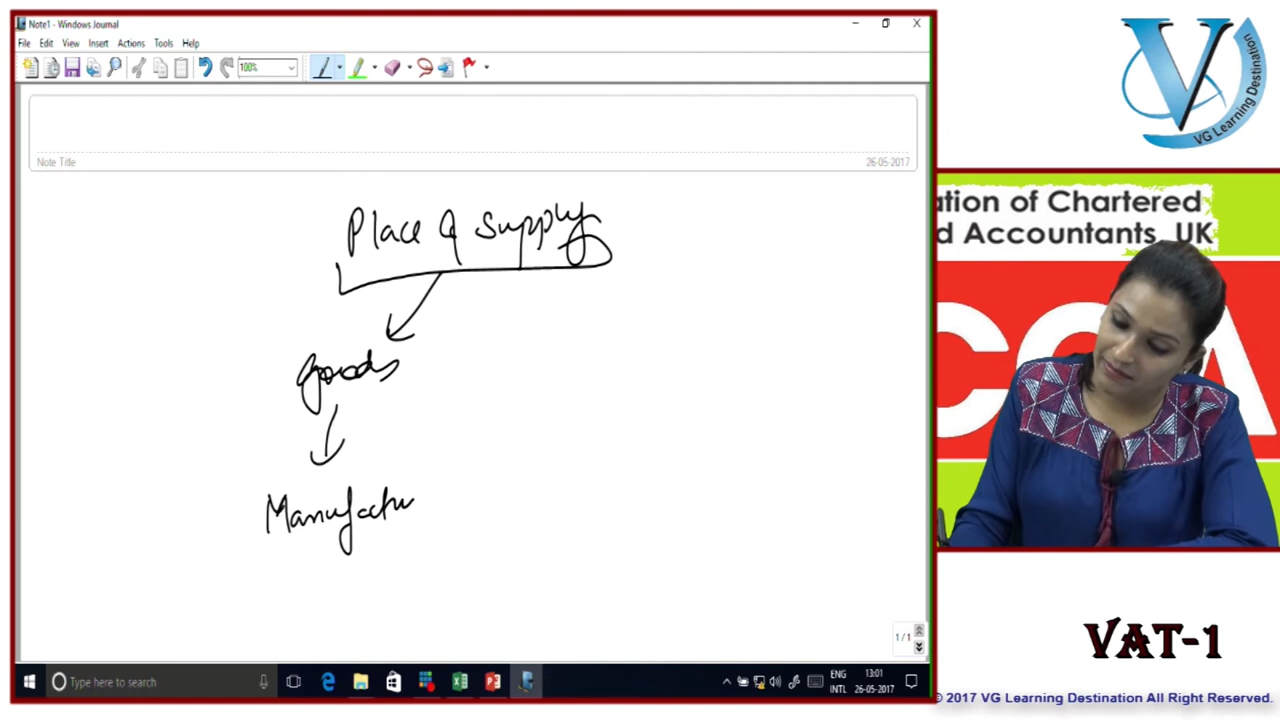 Note1 - Windows Journal
File Edit View Insert Actions Tools Help
100%
Note Title
26-05-2017
Place of Supply
Goods
Manufactu
1 / 1
Type here to search
ENG
INTL
13:01
26-05-2017
V
VG Learning Destination
ation of Chartered
d Accountants, UK
CCA
VAT-1
© 2017 VG Learning Destination All Right Reserved.